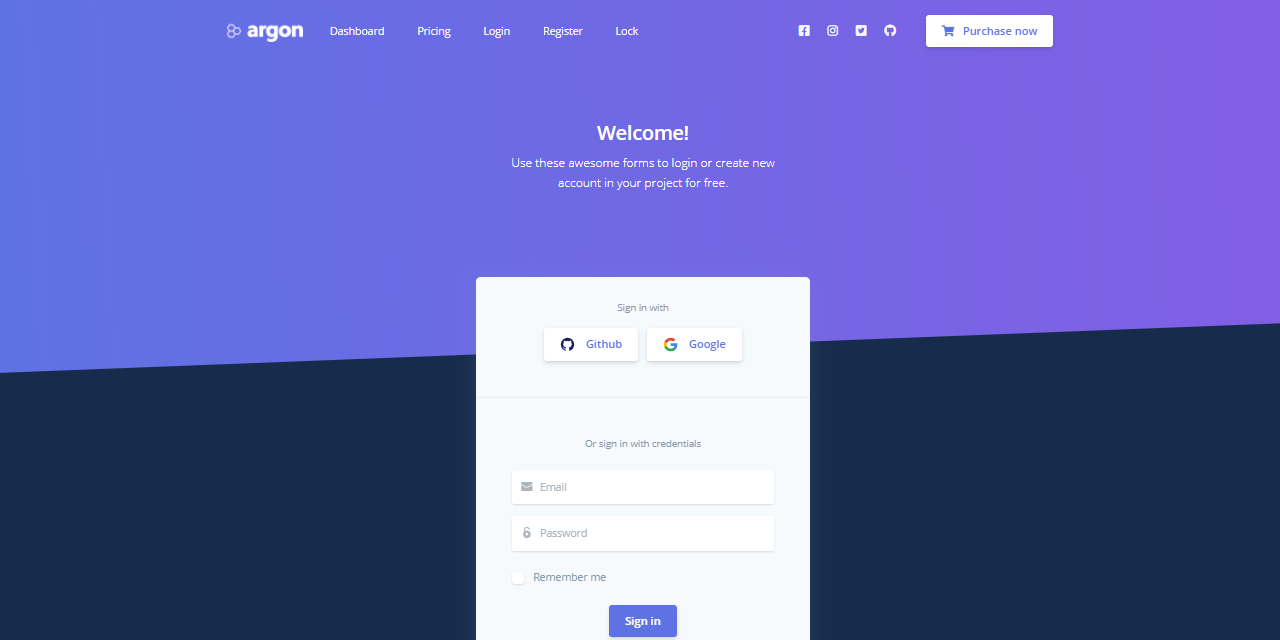 argon
Dashboard
Pricing
Login
Register
Lock
Purchase now
Welcome!
Use these awesome forms to login or create new
account in your project for free.
Sign in with
Github
Google
Or sign in with credentials
Email
Password
Remember me
Sign in